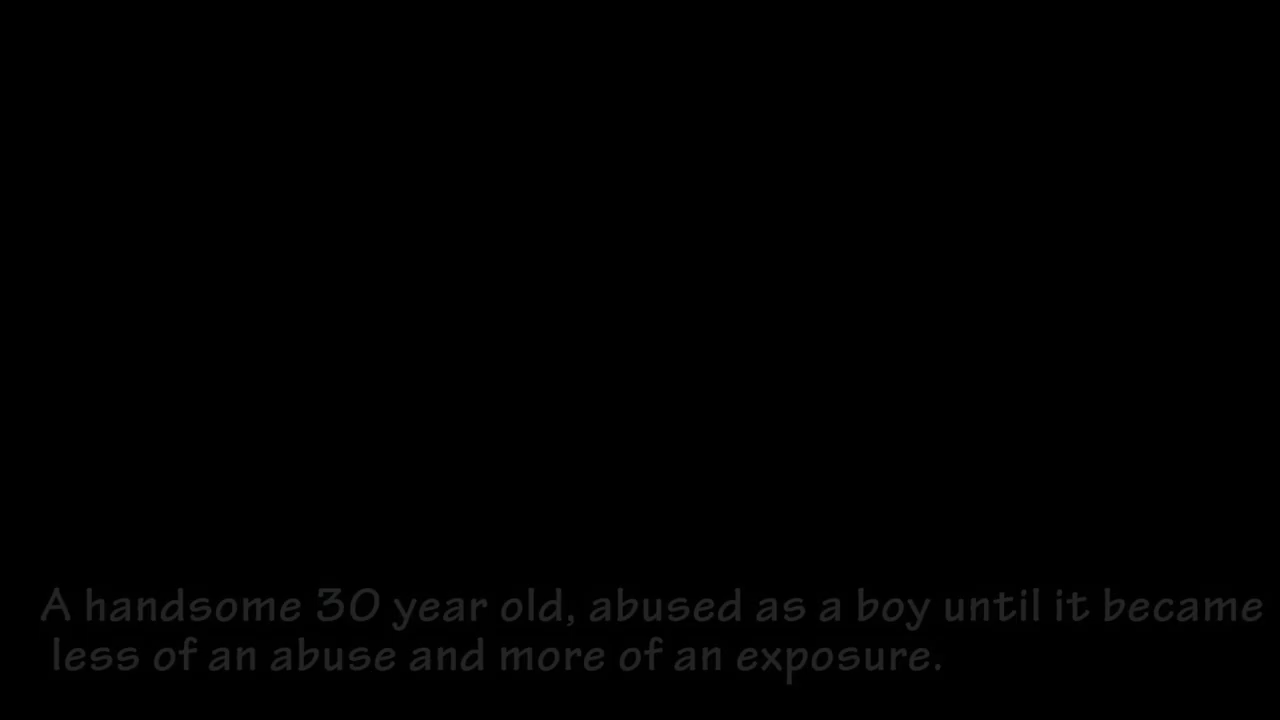 A handsome 30 year old, abused as a boy until it became
less of an abuse and more of an exposure.